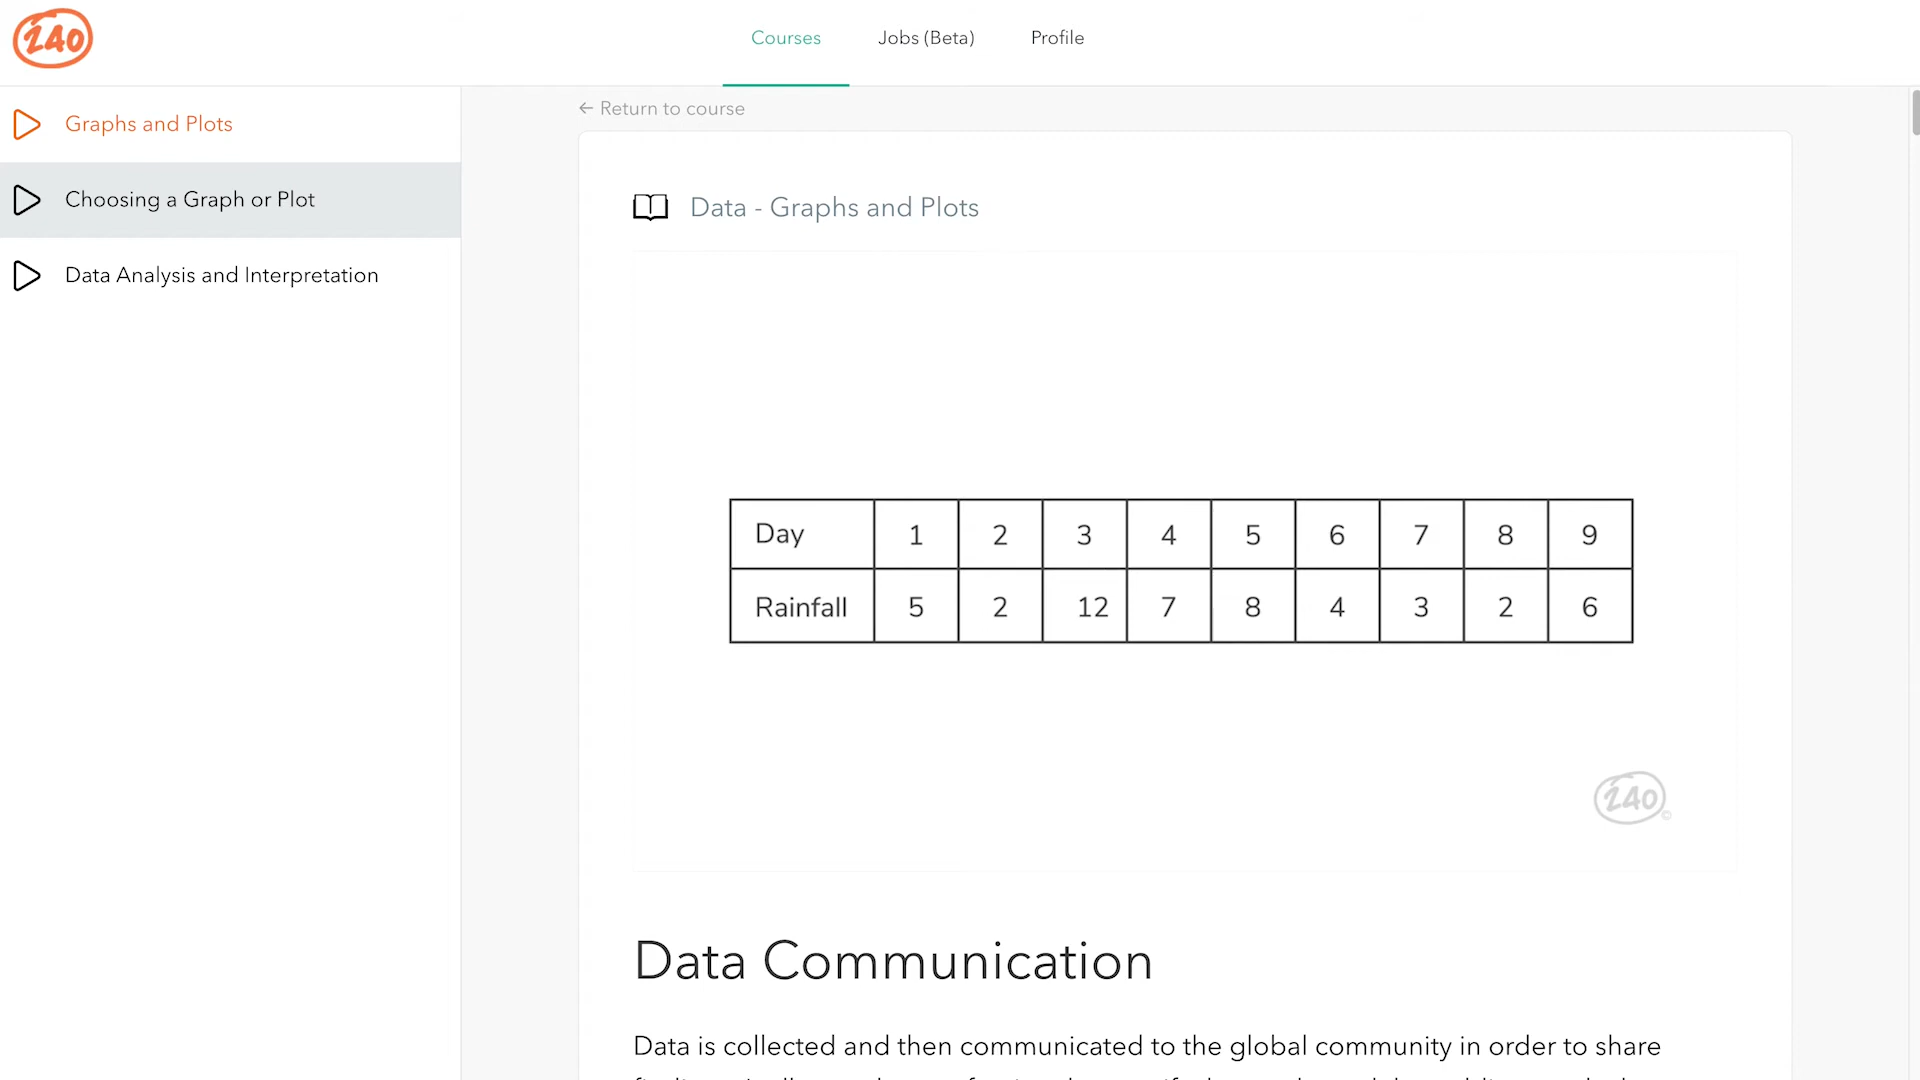 240
Courses
Jobs (Beta)
Profile
Graphs and Plots
Choosing a Graph or Plot
Data Analysis and Interpretation
← Return to course
Data - Graphs and Plots
Day 1 2 3 4 5 6 7 8 9
Rainfall 5 2 12 7 8 4 3 2 6
240©
Data Communication
Data is collected and then communicated to the global community in order to share